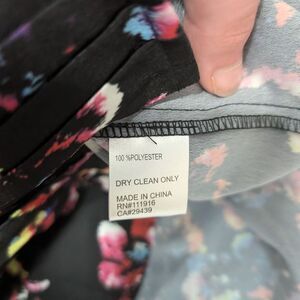 100 %POLYESTER
DRY CLEAN ONLY
MADE IN CHINA
RN#111916
CA#29439